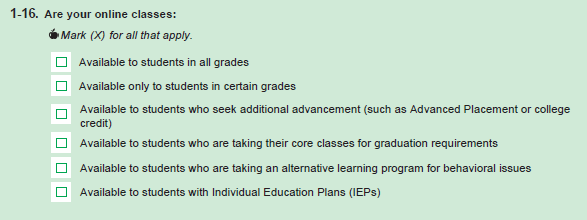 1-16. Are your online classes:
Mark (X) for all that apply.
Available to students in all grades
Available only to students in certain grades
Available to students who seek additional advancement (such as Advanced Placement or college
credit)
Available to students who are taking their core classes for graduation requirements
Available to students who are taking an alternative learning program for behavioral issues
Available to students with Individual Education Plans (IEPs)